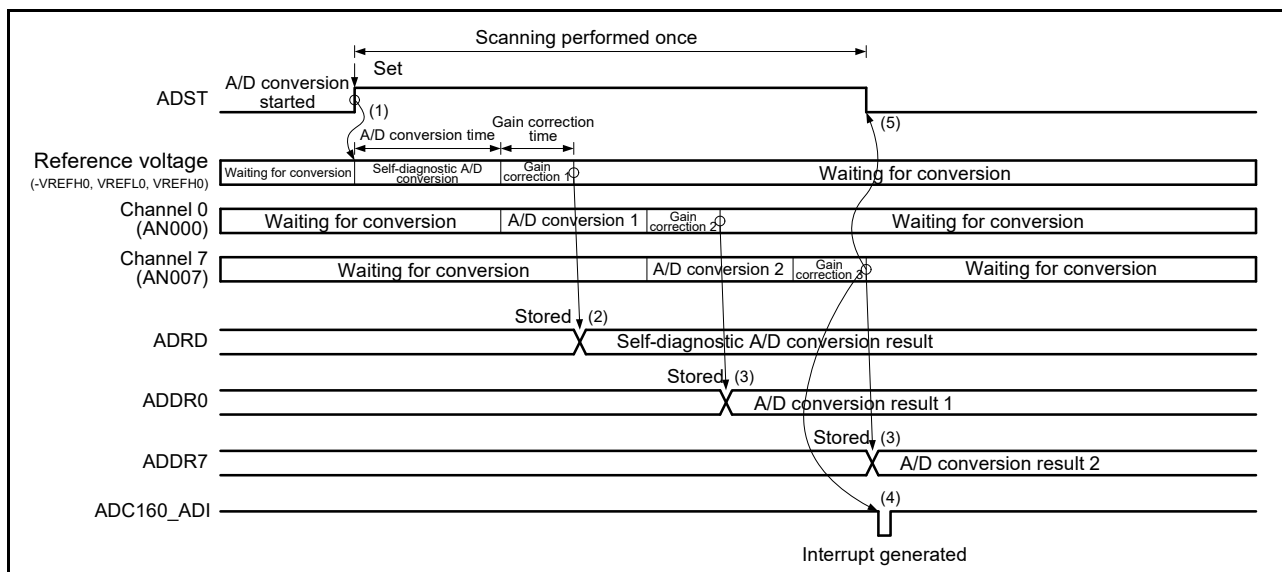 Scanning performed once
A/D conversion
started
Set
ADST
(1)
(5)
A/D conversion time
Gain correction
time
Reference voltage
(-VREFH0, VREFL0, VREFH0)
Waiting for conversion
Self-diagnostic A/D
conversion
Gain
correction 1
Waiting for conversion
Channel 0
(AN000)
Waiting for conversion
A/D conversion 1
Gain
correction 2
Waiting for conversion
Channel 7
(AN007)
Waiting for conversion
A/D conversion 2
Gain
correction 3
Waiting for conversion
Stored (2)
ADRD
Self-diagnostic A/D conversion result
Stored (3)
ADDR0
A/D conversion result 1
Stored (3)
ADDR7
A/D conversion result 2
(4)
ADC160_ADI
Interrupt generated